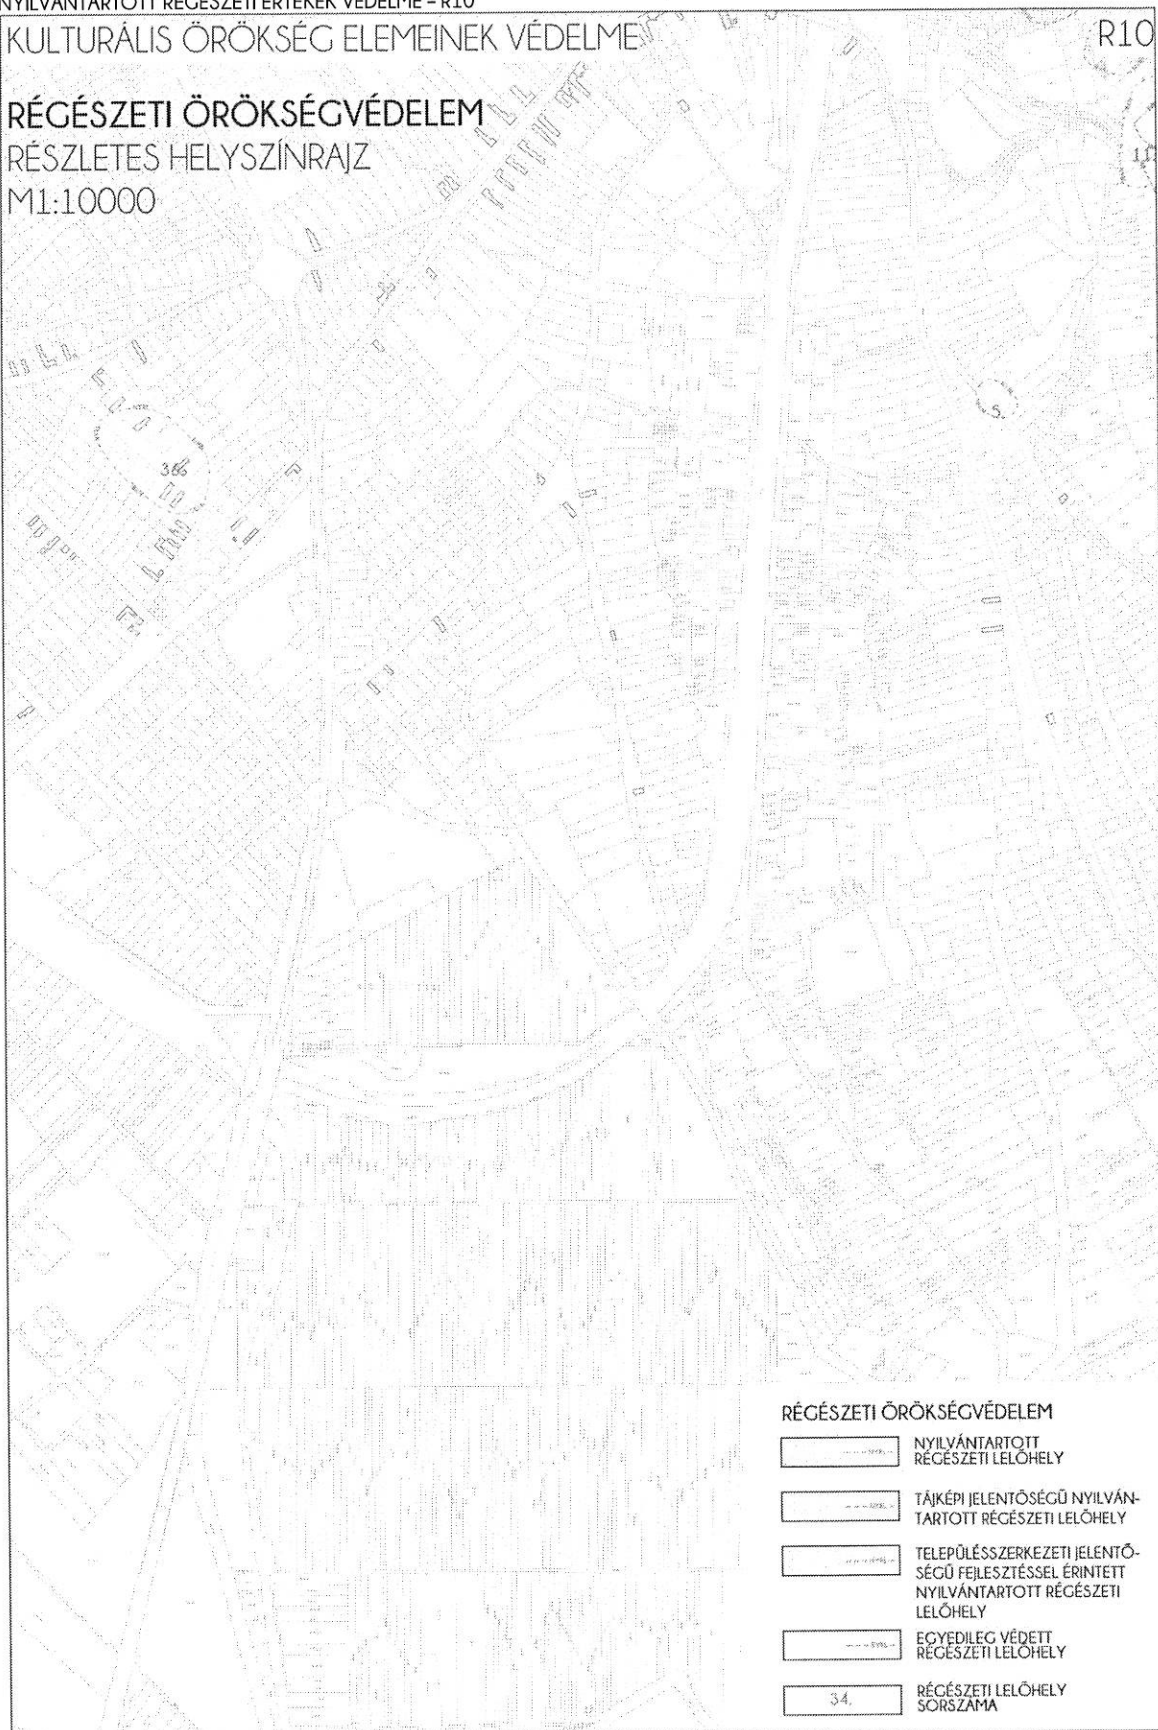 NYILVÁNTARTOTT RÉGÉSZETI ÉRTÉKEK VÉDELME – R10
KULTURÁLIS ÖRÖKSÉG ELEMEINEK VÉDELME
R10
RÉGÉSZETI ÖRÖKSÉGVÉDELEM
RÉSZLETES HELYSZÍNRAJZ
M1:10000
5.
36.
RÉGÉSZETI ÖRÖKSÉGVÉDELEM
NYILVÁNTARTOTT
RÉGÉSZETI LELŐHELY
TÁJKÉPI JELENTŐSÉGŰ NYILVÁN-
TARTOTT RÉGÉSZETI LELŐHELY
TELEPÜLÉSSZERKEZETI JELENTŐ-
SÉGŰ FEJLESZTÉSSEL ÉRINTETT
NYILVÁNTARTOTT RÉGÉSZETI
LELŐHELY
EGYEDILEG VÉDETT
RÉGÉSZETI LELŐHELY
34.
RÉGÉSZETI LELŐHELY
SORSZÁMA